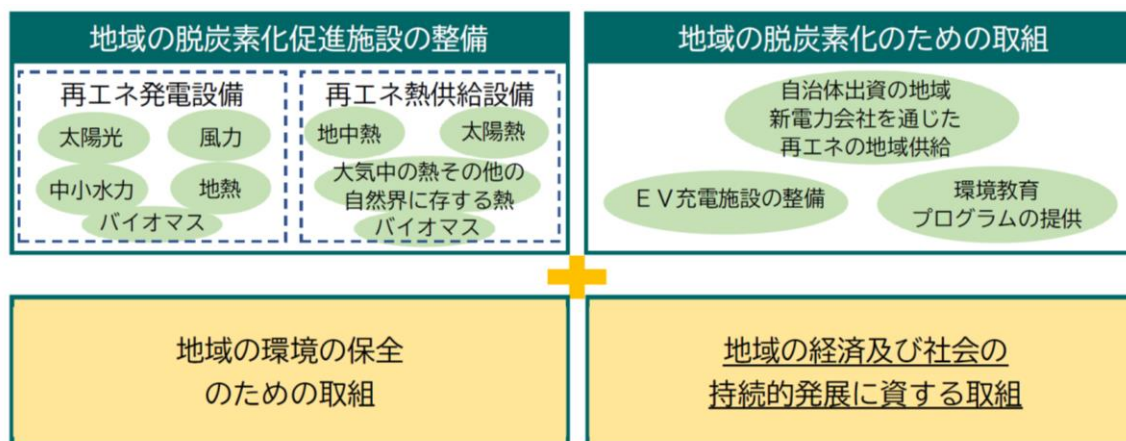 地域の脱炭素化促進施設の整備
再エネ発電設備
太陽光
風力
中小水力
地熱
バイオマス
再エネ熱供給設備
地中熱
太陽熱
大気中の熱その他の
自然界に存する熱
バイオマス
地域の脱炭素化のための取組
自治体出資の地域
新電力会社を通じた
再エネの地域供給
ＥＶ充電施設の整備
環境教育
プログラムの提供
地域の環境の保全
のための取組
地域の経済及び社会の
持続的発展に資する取組